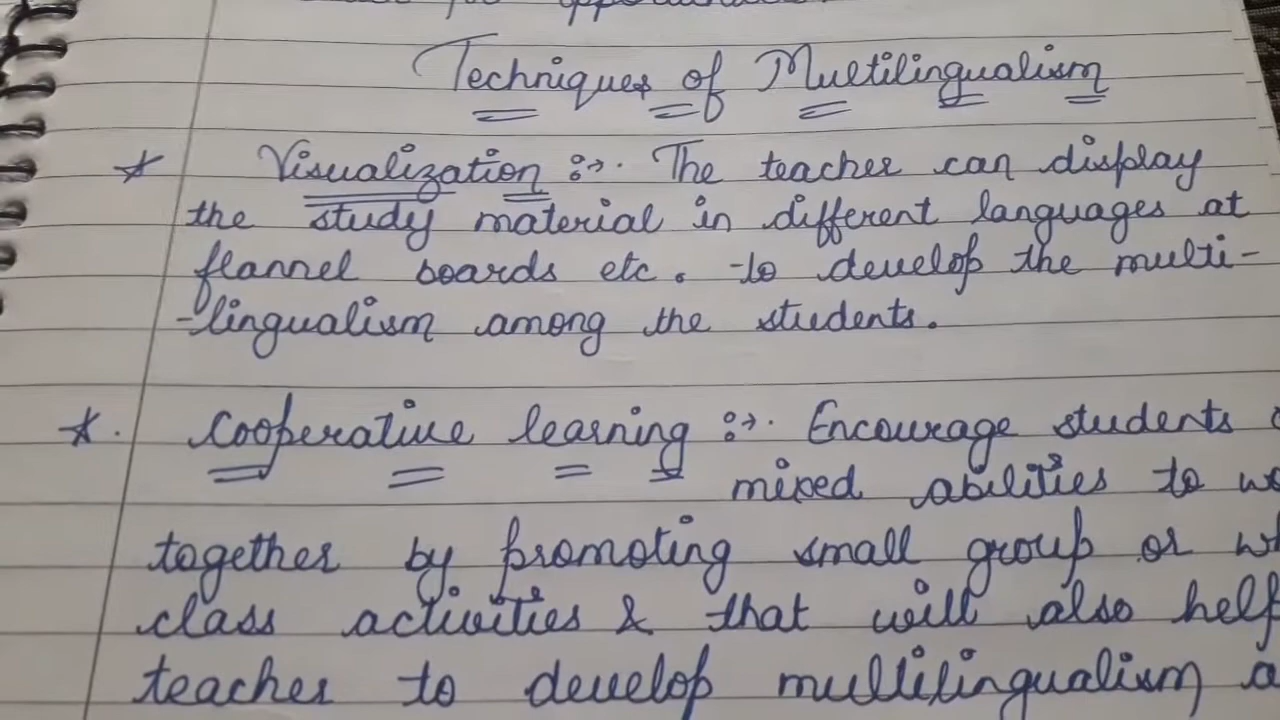 for opportunities.
Techniques of Multilingualism
* Visualization :→. The teacher can display
the study material in different languages at
flannel boards etc. to develop the multi-
-lingualism among the students.
*. Cooperative learning :→. Encourage students
mixed abilities to
together by promoting small group or
class activities & that will also help
teacher to develop multilingualism